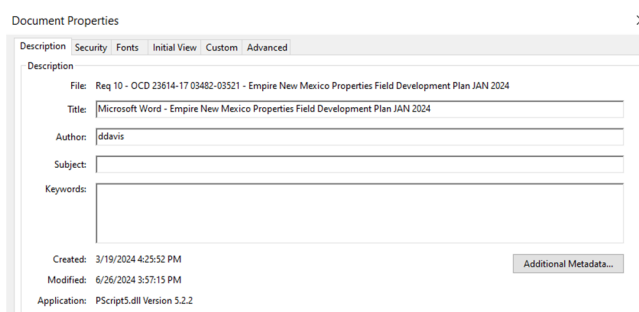 Document Properties
Description Security Fonts Initial View Custom Advanced
Description
File: Req 10 - OCD 23614-17 03482-03521 - Empire New Mexico Properties Field Development Plan JAN 2024
Title: Microsoft Word - Empire New Mexico Properties Field Development Plan JAN 2024
Author: ddavis
Subject:
Keywords:
Created: 3/19/2024 4:25:52 PM
Additional Metadata...
Modified: 6/26/2024 3:57:15 PM
Application: PScript5.dll Version 5.2.2